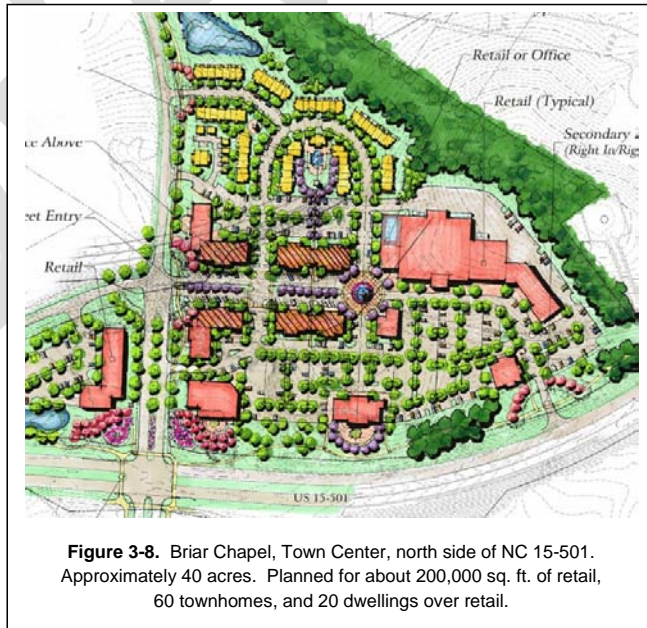 Retail or Office
Retail (Typical)
Secondary
(Right In/Rig
ce Above
eet Entry
Retail
US 15-501
Figure 3-8. Briar Chapel, Town Center, north side of NC 15-501.
Approximately 40 acres. Planned for about 200,000 sq. ft. of retail,
60 townhomes, and 20 dwellings over retail.